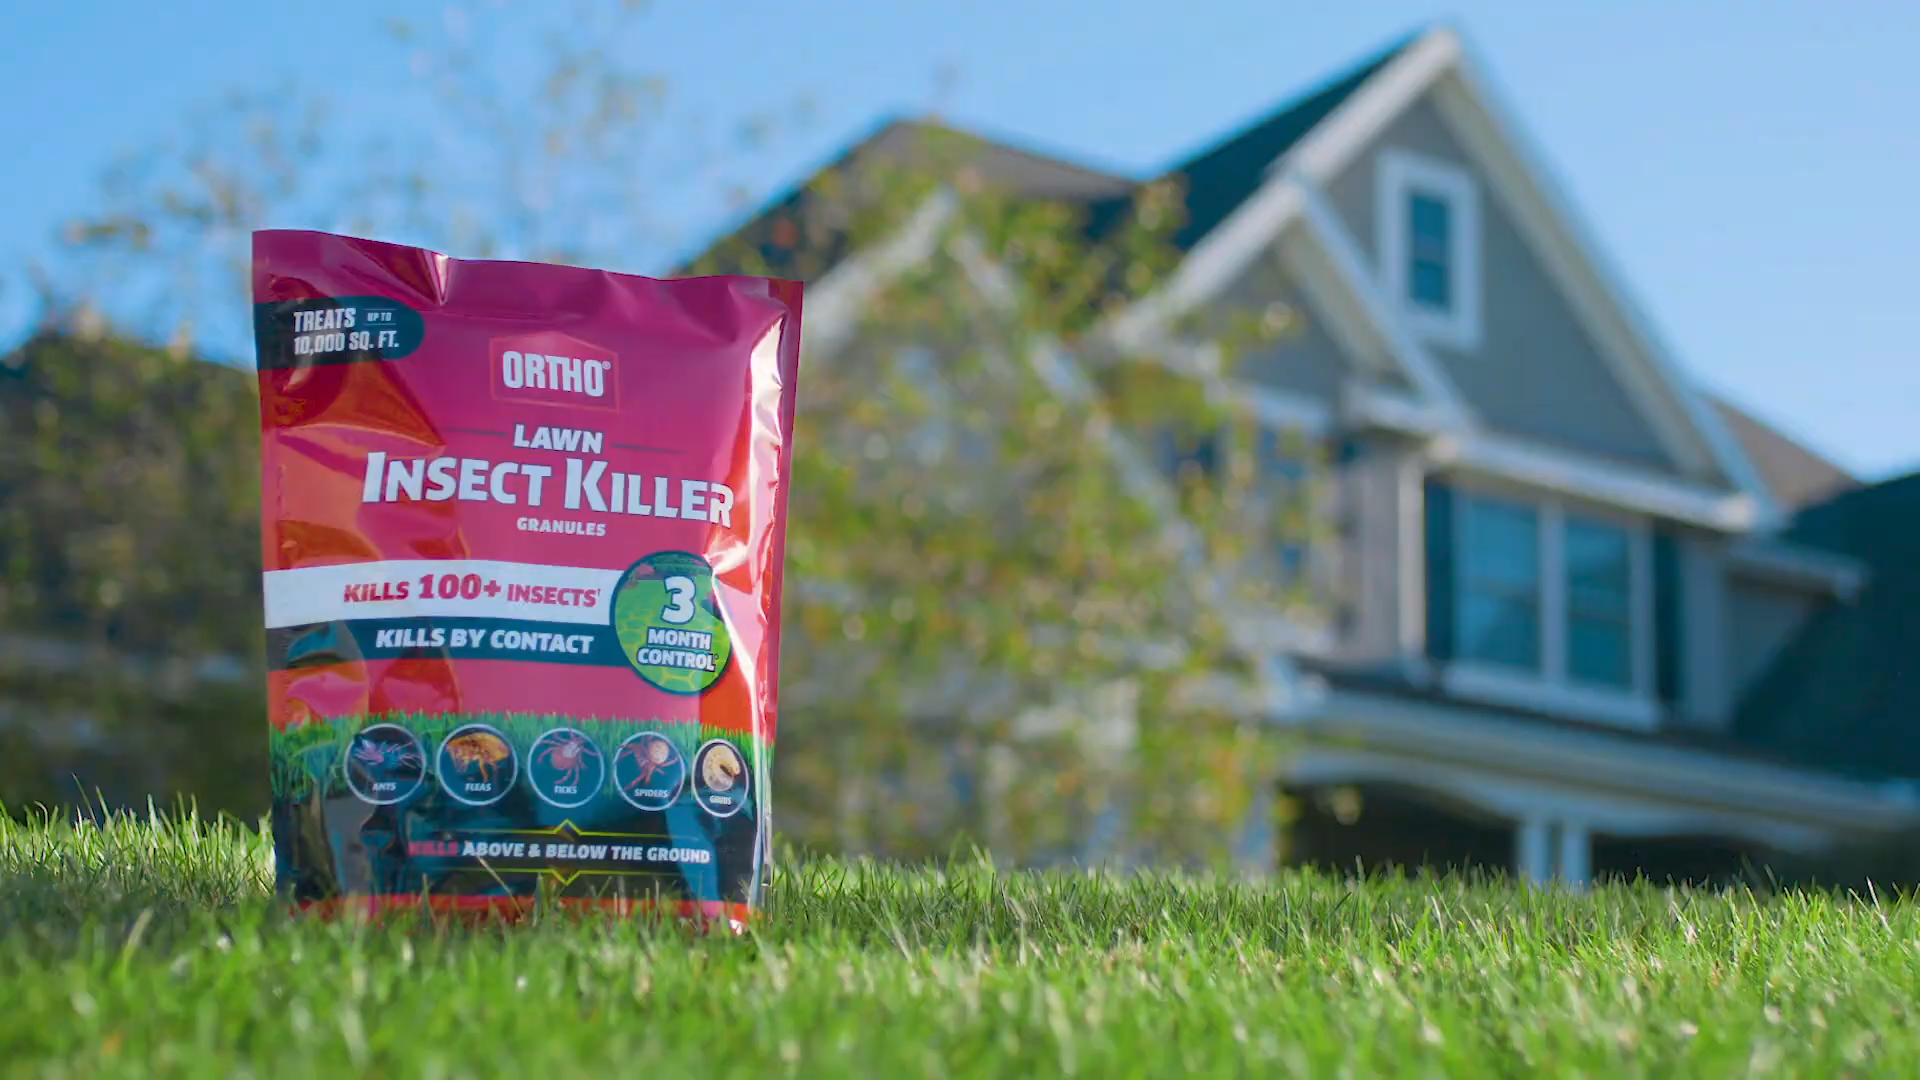 TREATS UP TO
10,000 SQ. FT.
ORTHO®
LAWN
INSECT KILLER
GRANULES
KILLS 100+ INSECTS†
KILLS BY CONTACT
3
MONTH
CONTROL
ANTS
FLEAS
TICKS
SPIDERS
GRUBS
KILLS ABOVE & BELOW THE GROUND